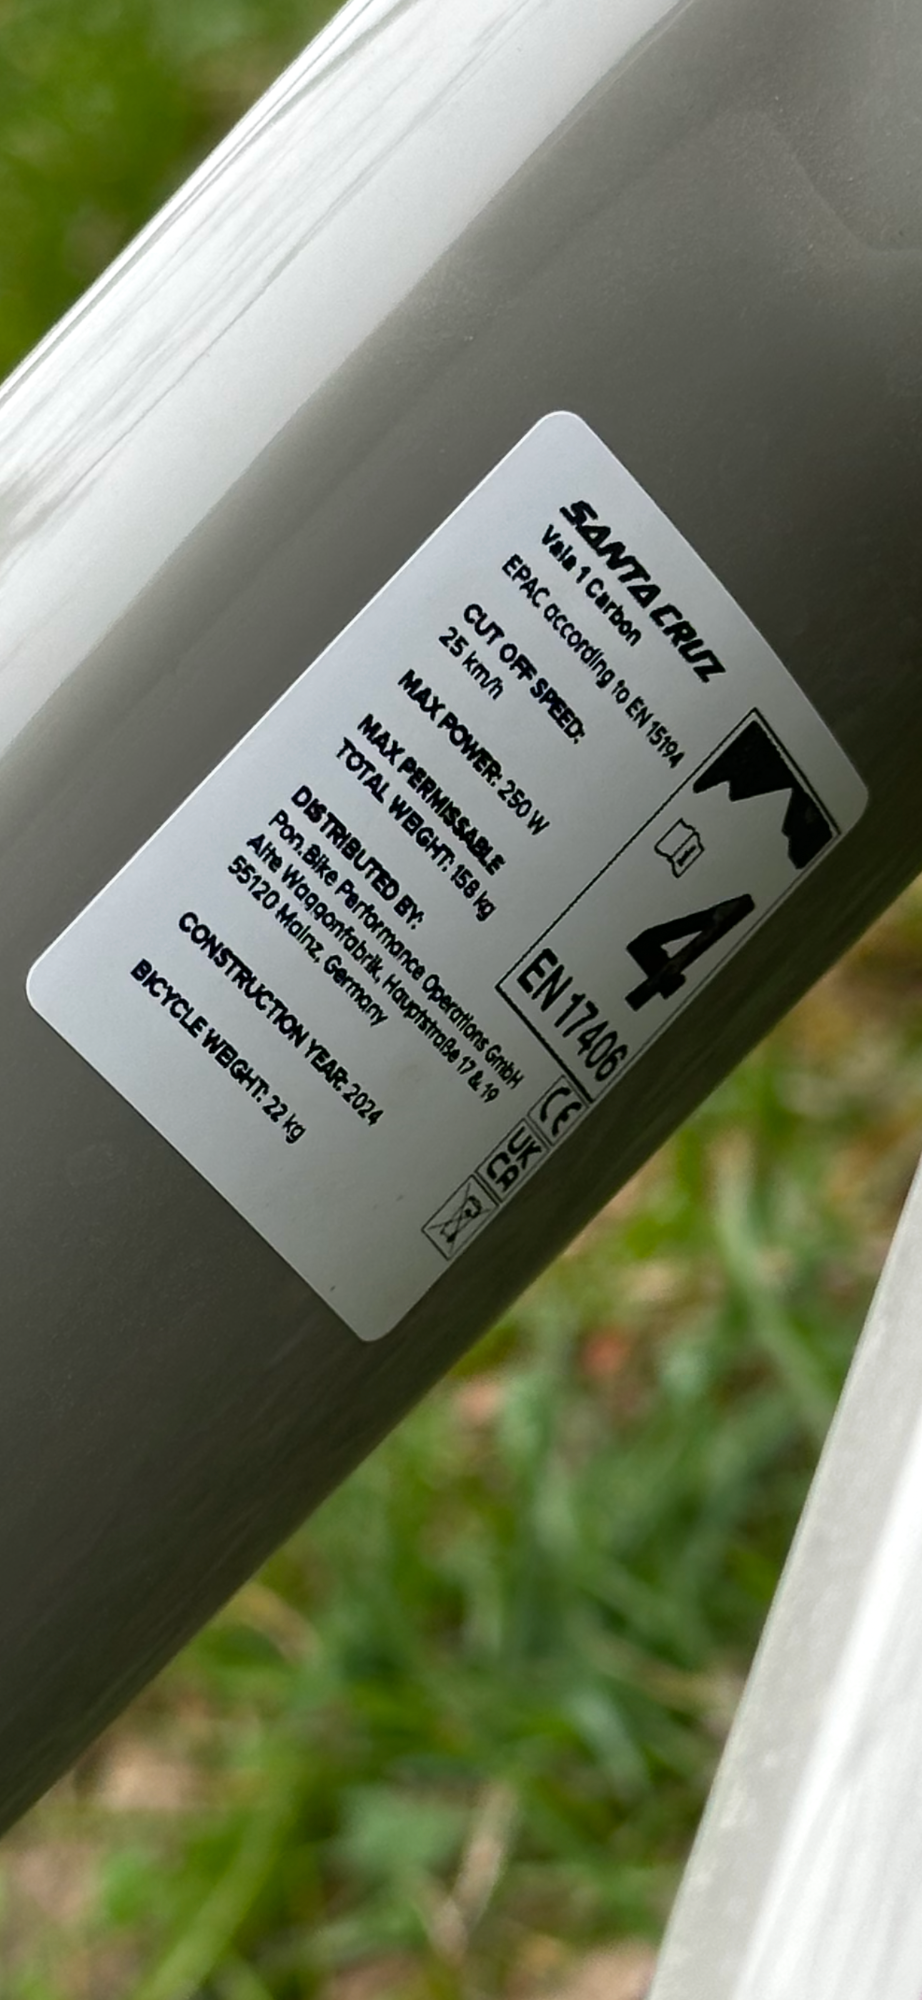 SANTA CRUZ
Vala 1 Carbon
EPAC according to EN 15194
CUT OFF SPEED:
25 km/h
MAX POWER: 250 W
MAX PERMISSABLE
TOTAL WEIGHT: 158 kg
DISTRIBUTED BY:
Pon.Bike Performance Operations GmbH
Alte Waggonfabrik, Hauptstraße 17 & 19
55120 Mainz, Germany
CONSTRUCTION YEAR: 2024
BICYCLE WEIGHT: 22 kg
i
4
EN 17406
CE
UK
CA